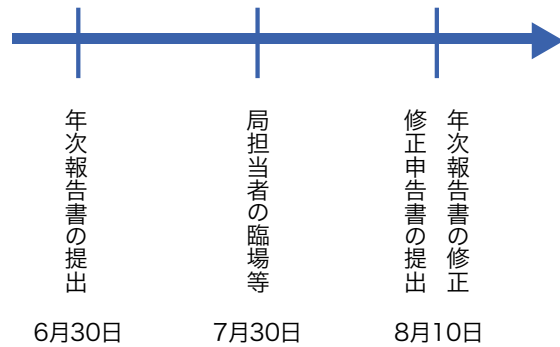 年次報告書の提出
6月30日
局担当者の臨場等
7月30日
年次報告書の修正
修正申告書の提出
8月10日